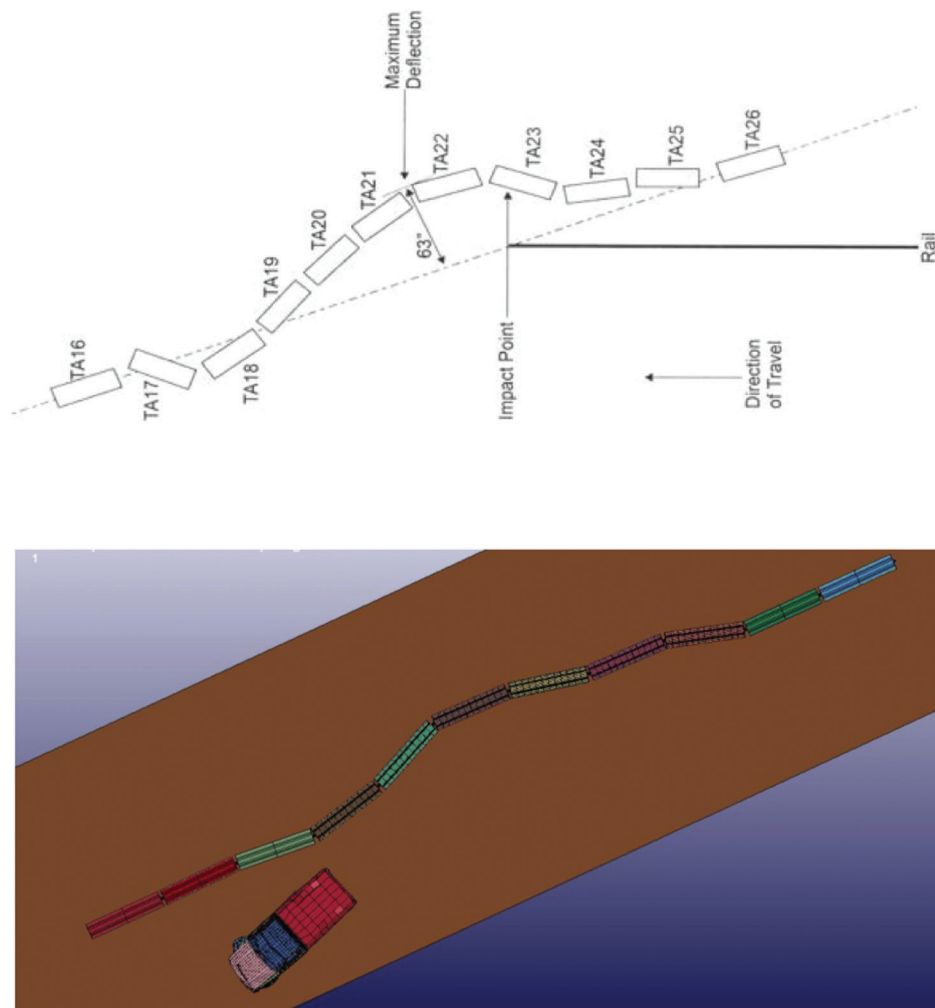 Maximum
Deflection
TA16
TA17
TA18
TA19
TA20
TA21
TA22
TA23
TA24
TA25
TA26
63"
Impact Point
Direction
of Travel
Rail
1